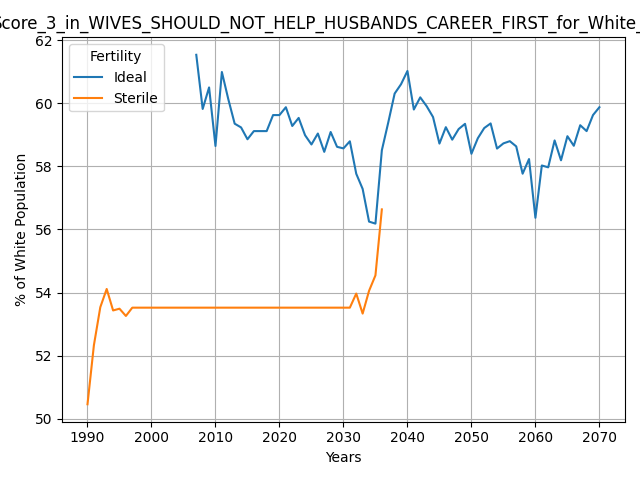 Score_3_in_WIVES_SHOULD_NOT_HELP_HUSBANDS_CAREER_FIRST_for_White_
Fertility
Ideal
Sterile
% of White Population
62
60
58
56
54
52
50
1990 2000 2010 2020 2030 2040 2050 2060 2070
Years